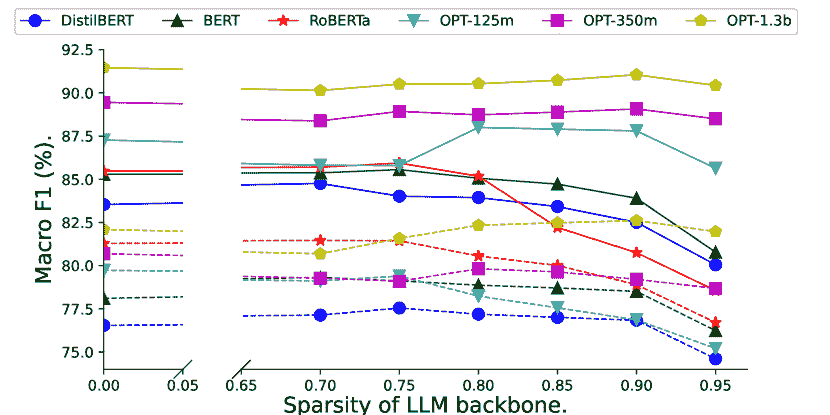 DistilBERT BERT RoBERTa OPT-125m OPT-350m OPT-1.3b
92.5
90.0
87.5
85.0
82.5
80.0
77.5
75.0
Macro F1 (%).
0.00 0.05 0.65 0.70 0.75 0.80 0.85 0.90 0.95
Sparsity of LLM backbone.